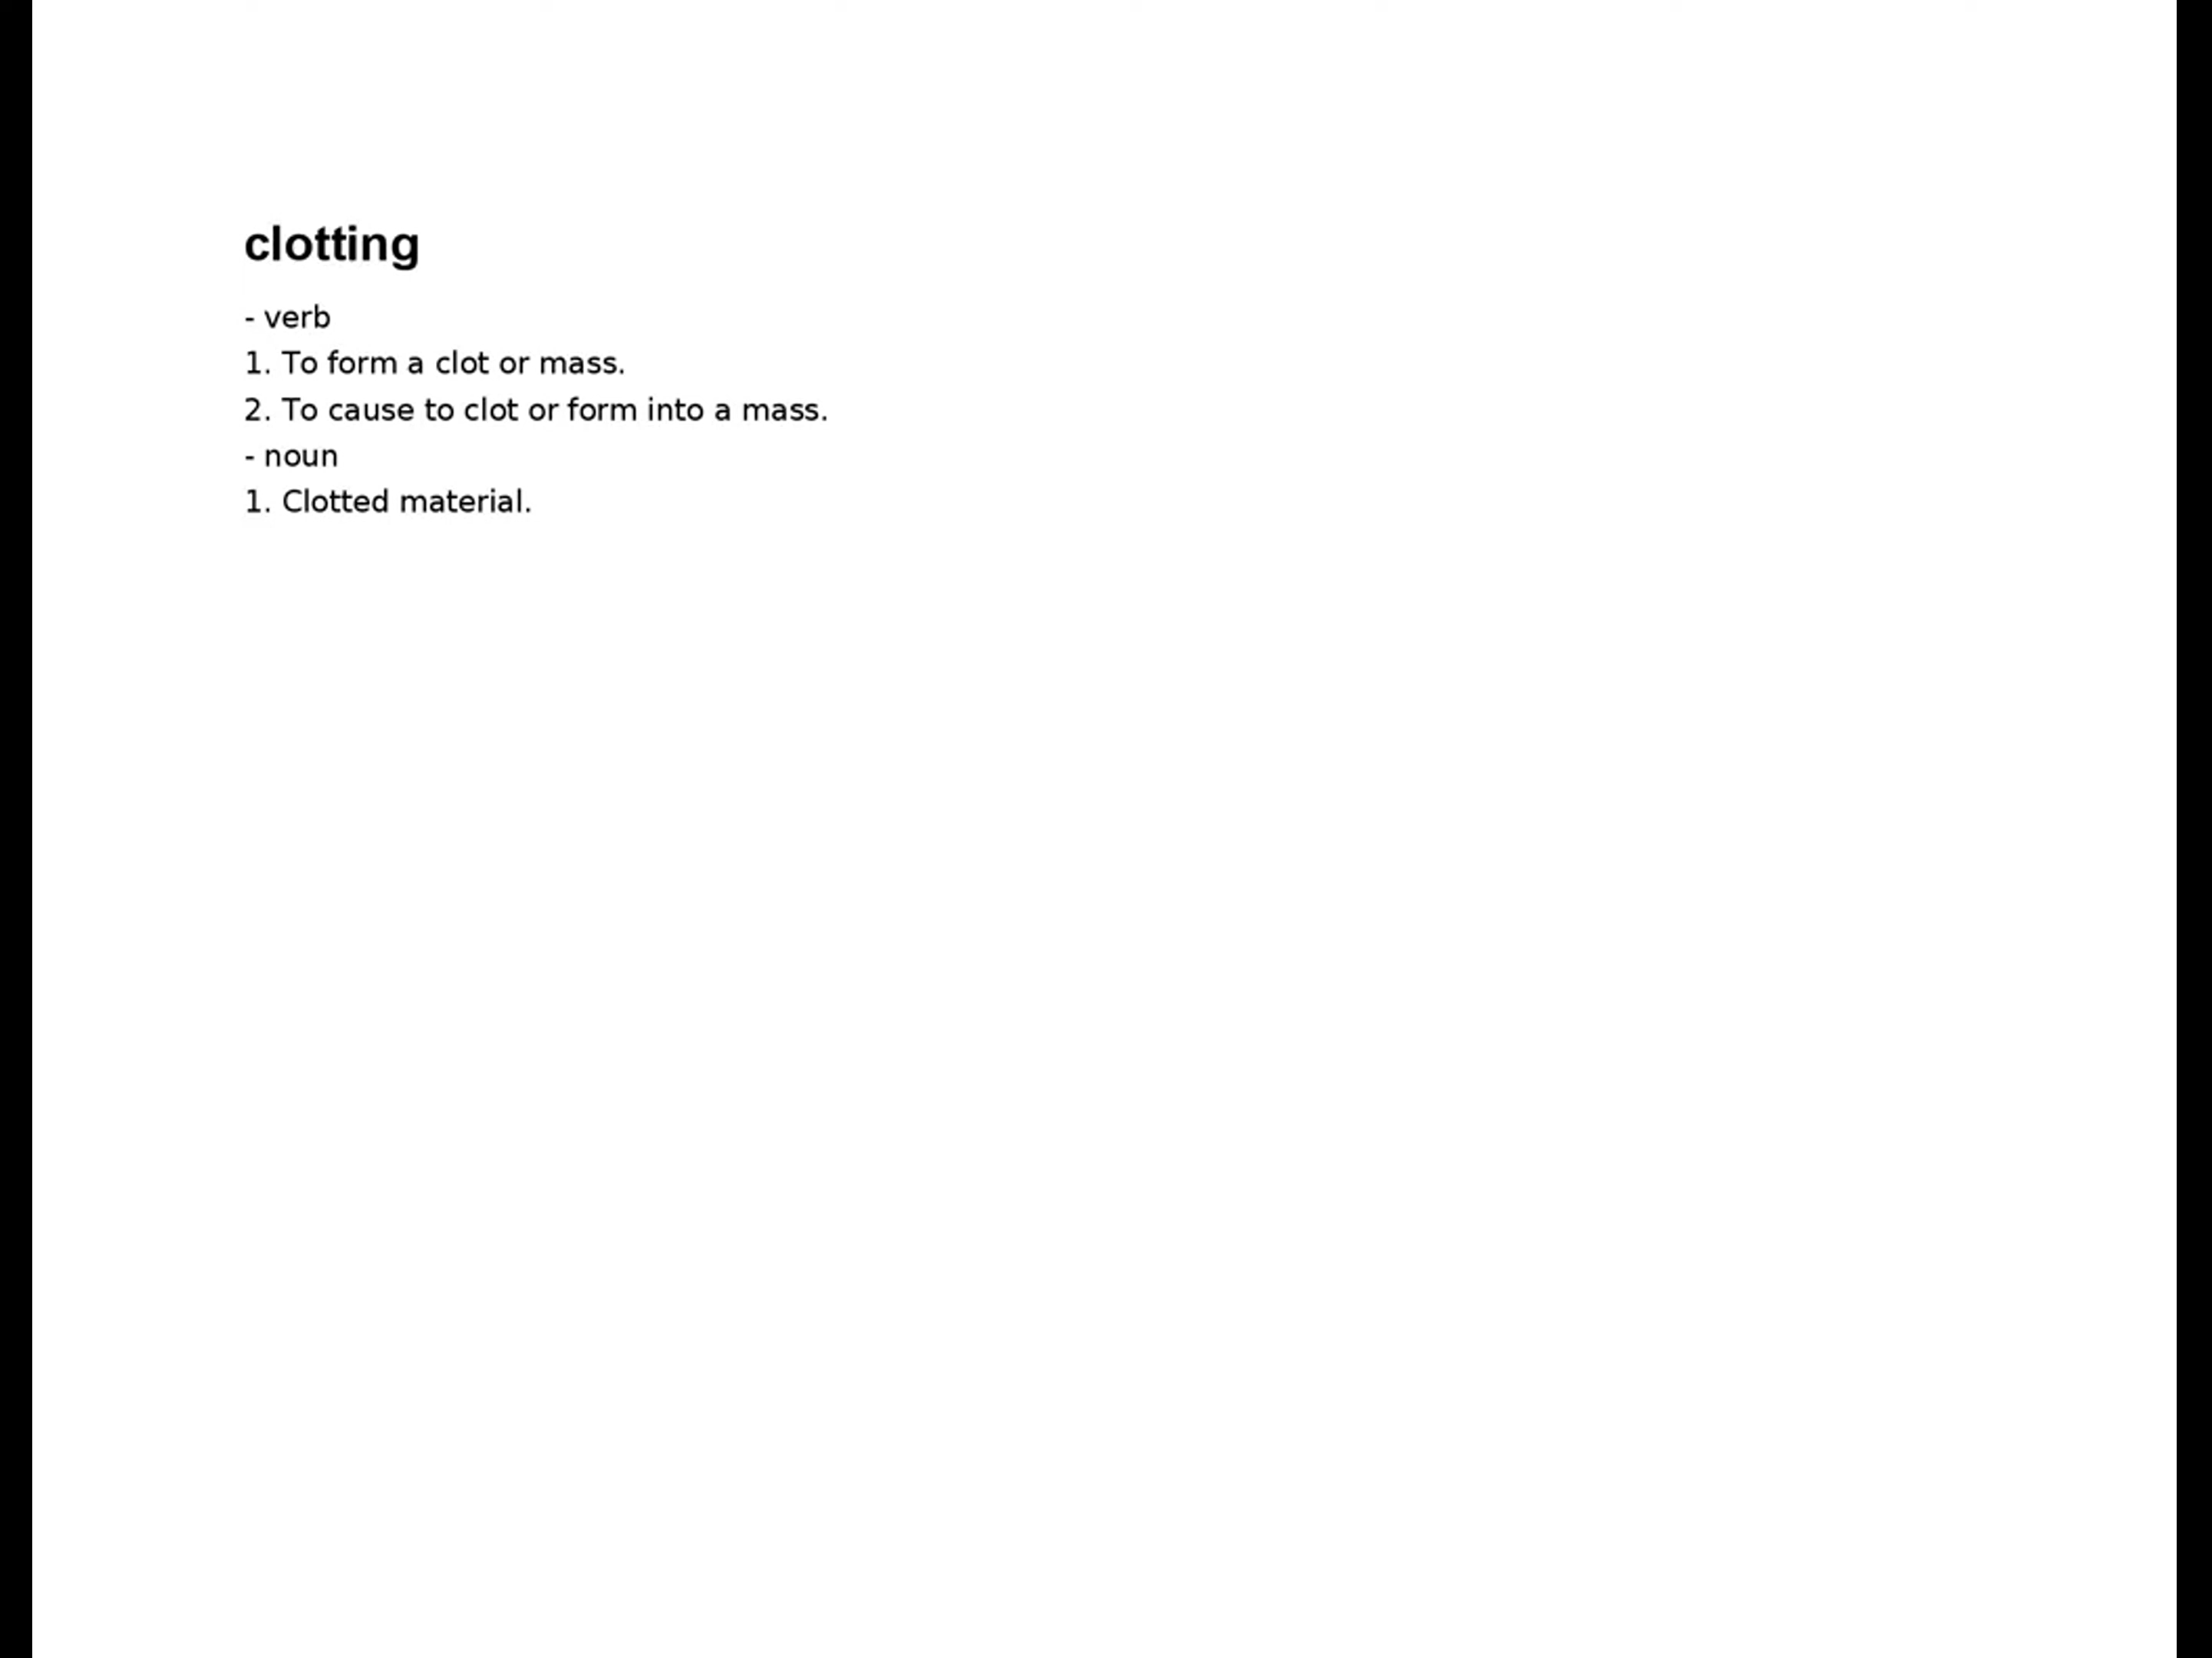 clotting
- verb
1. To form a clot or mass.
2. To cause to clot or form into a mass.
- noun
1. Clotted material.